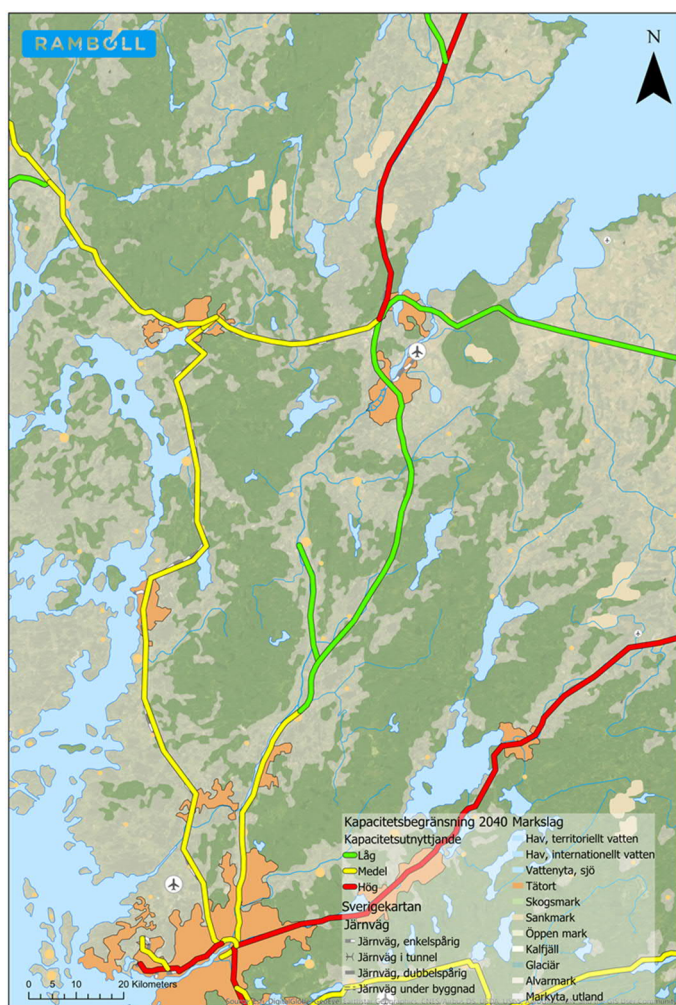 RAMBOLL
N
Kapacitetsbegränsning 2040
Kapacitetsutnyttjande
Låg
Medel
Hög
Sverigekartan
Järnväg
Järnväg, enkelspårig
Järnväg i tunnel
Järnväg, dubbelspårig
Järnväg under byggnad
Markslag
Hav, territoriellt vatten
Hav, internationellt vatten
Vattenyta, sjö
Tätort
Skogsmark
Sankmark
Öppen mark
Kalfjäll
Glaciär
Alvarmark
Markyta, utland
0 5 10 20 Kilometers